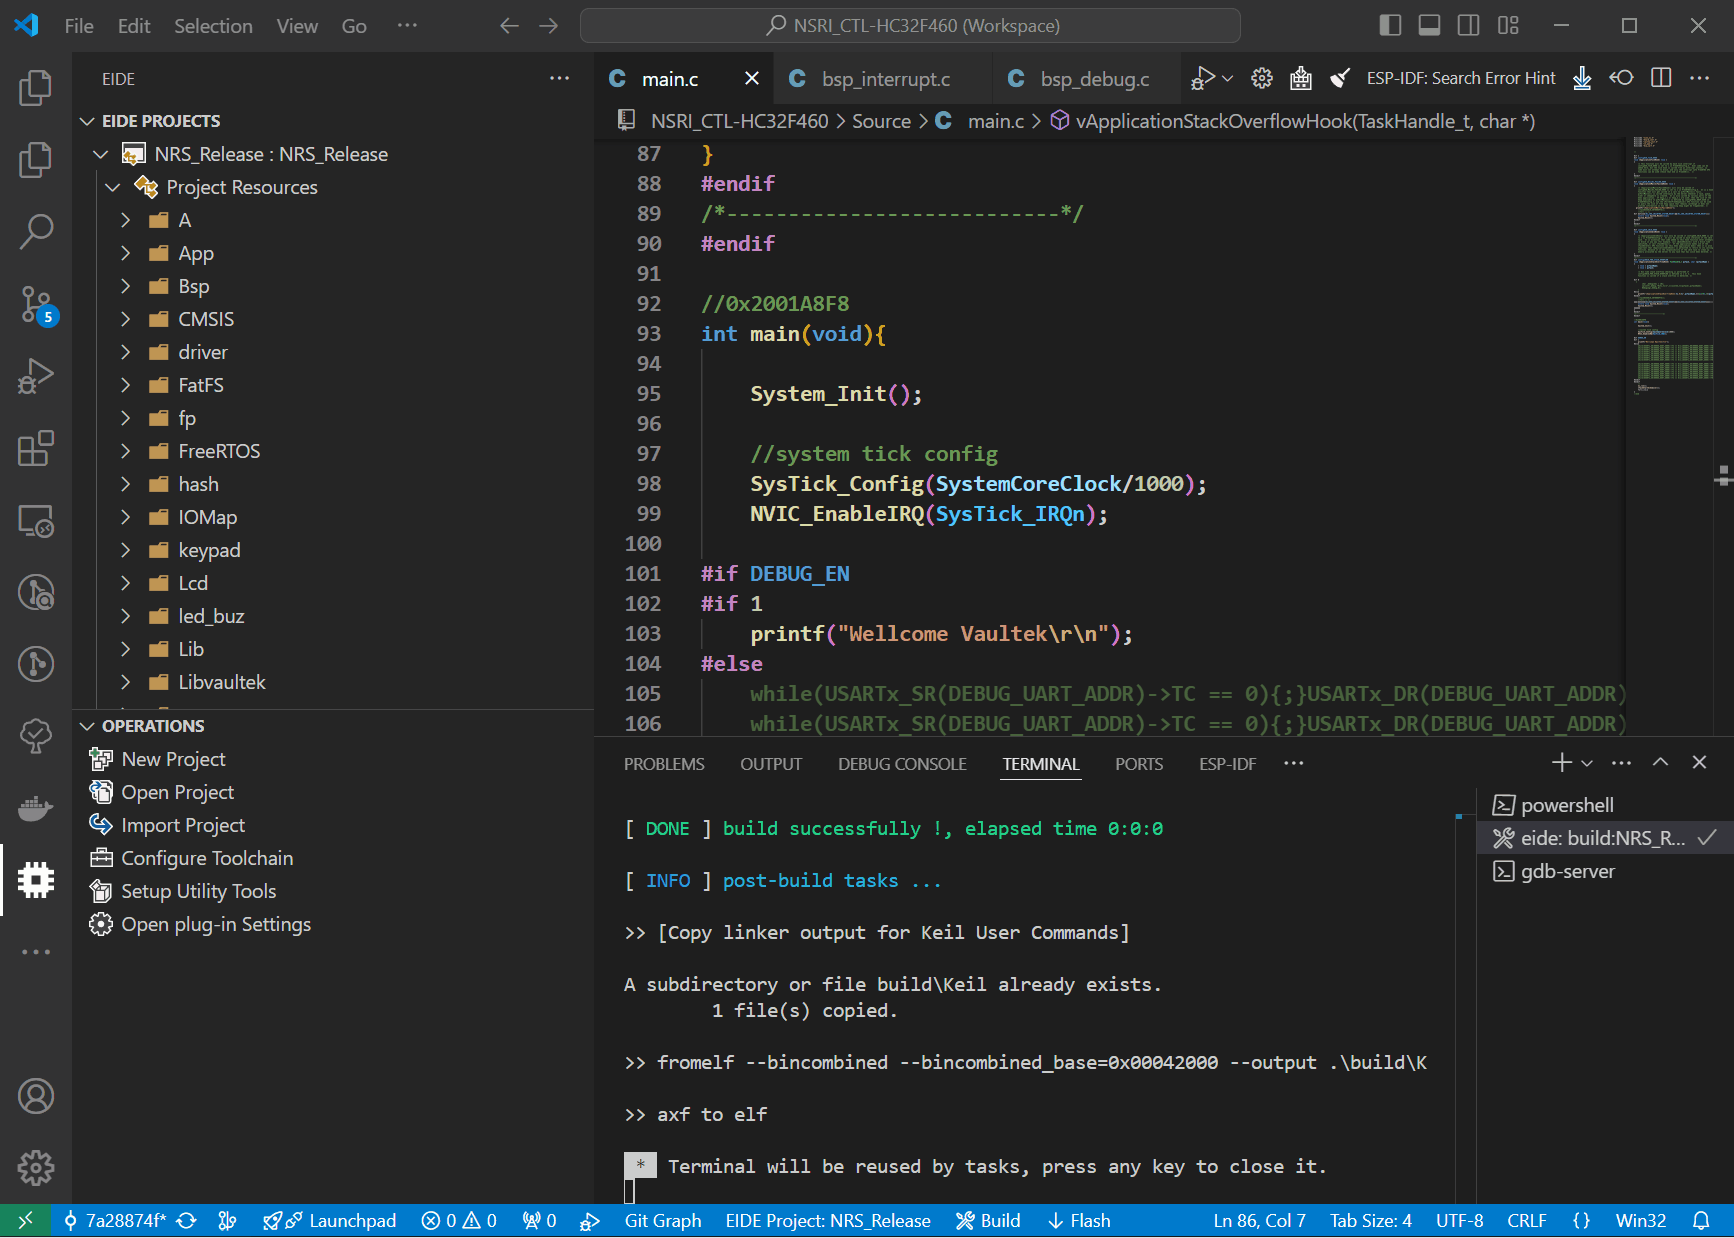 File Edit Selection View Go ··· NSRI_CTL-HC32F460 (Workspace)
EIDE
EIDE PROJECTS
NRS_Release : NRS_Release
Project Resources
A
App
Bsp
CMSIS
driver
FatFS
fp
FreeRTOS
hash
IOMap
keypad
Lcd
led_buz
Lib
Libvaultek
OPERATIONS
New Project
Open Project
Import Project
Configure Toolchain
Setup Utility Tools
Open plug-in Settings
5
C main.c C bsp_interrupt.c C bsp_debug.c ESP-IDF: Search Error Hint
NSRI_CTL-HC32F460 > Source > C main.c > vApplicationStackOverflowHook(TaskHandle_t, char *)
87 }
88 #endif
89 /*---------------------------*/
90 #endif
91
92 //0x2001A8F8
93 int main(void){
94
95 System_Init();
96
97 //system tick config
98 SysTick_Config(SystemCoreClock/1000);
99 NVIC_EnableIRQ(SysTick_IRQn);
100
101 #if DEBUG_EN
102 #if 1
103 printf("Wellcome Vaultek\r\n");
104 #else
105 while(USARTx_SR(DEBUG_UART_ADDR)->TC == 0){;}USARTx_DR(DEBUG_UART_ADDR)
106 while(USARTx_SR(DEBUG_UART_ADDR)->TC == 0){;}USARTx_DR(DEBUG_UART_ADDR)
PROBLEMS OUTPUT DEBUG CONSOLE TERMINAL PORTS ESP-IDF ···
[ DONE ] build successfully !, elapsed time 0:0:0
[ INFO ] post-build tasks ...
>> [Copy linker output for Keil User Commands]
A subdirectory or file build\Keil already exists.
1 file(s) copied.
>> fromelf --bincombined --bincombined_base=0x00042000 --output .\build\K
>> axf to elf
* Terminal will be reused by tasks, press any key to close it.
powershell
eide: build:NRS_R...
gdb-server
7a28874f* Launchpad 0 0 0 Git Graph EIDE Project: NRS_Release Build Flash Ln 86, Col 7 Tab Size: 4 UTF-8 CRLF {} Win32